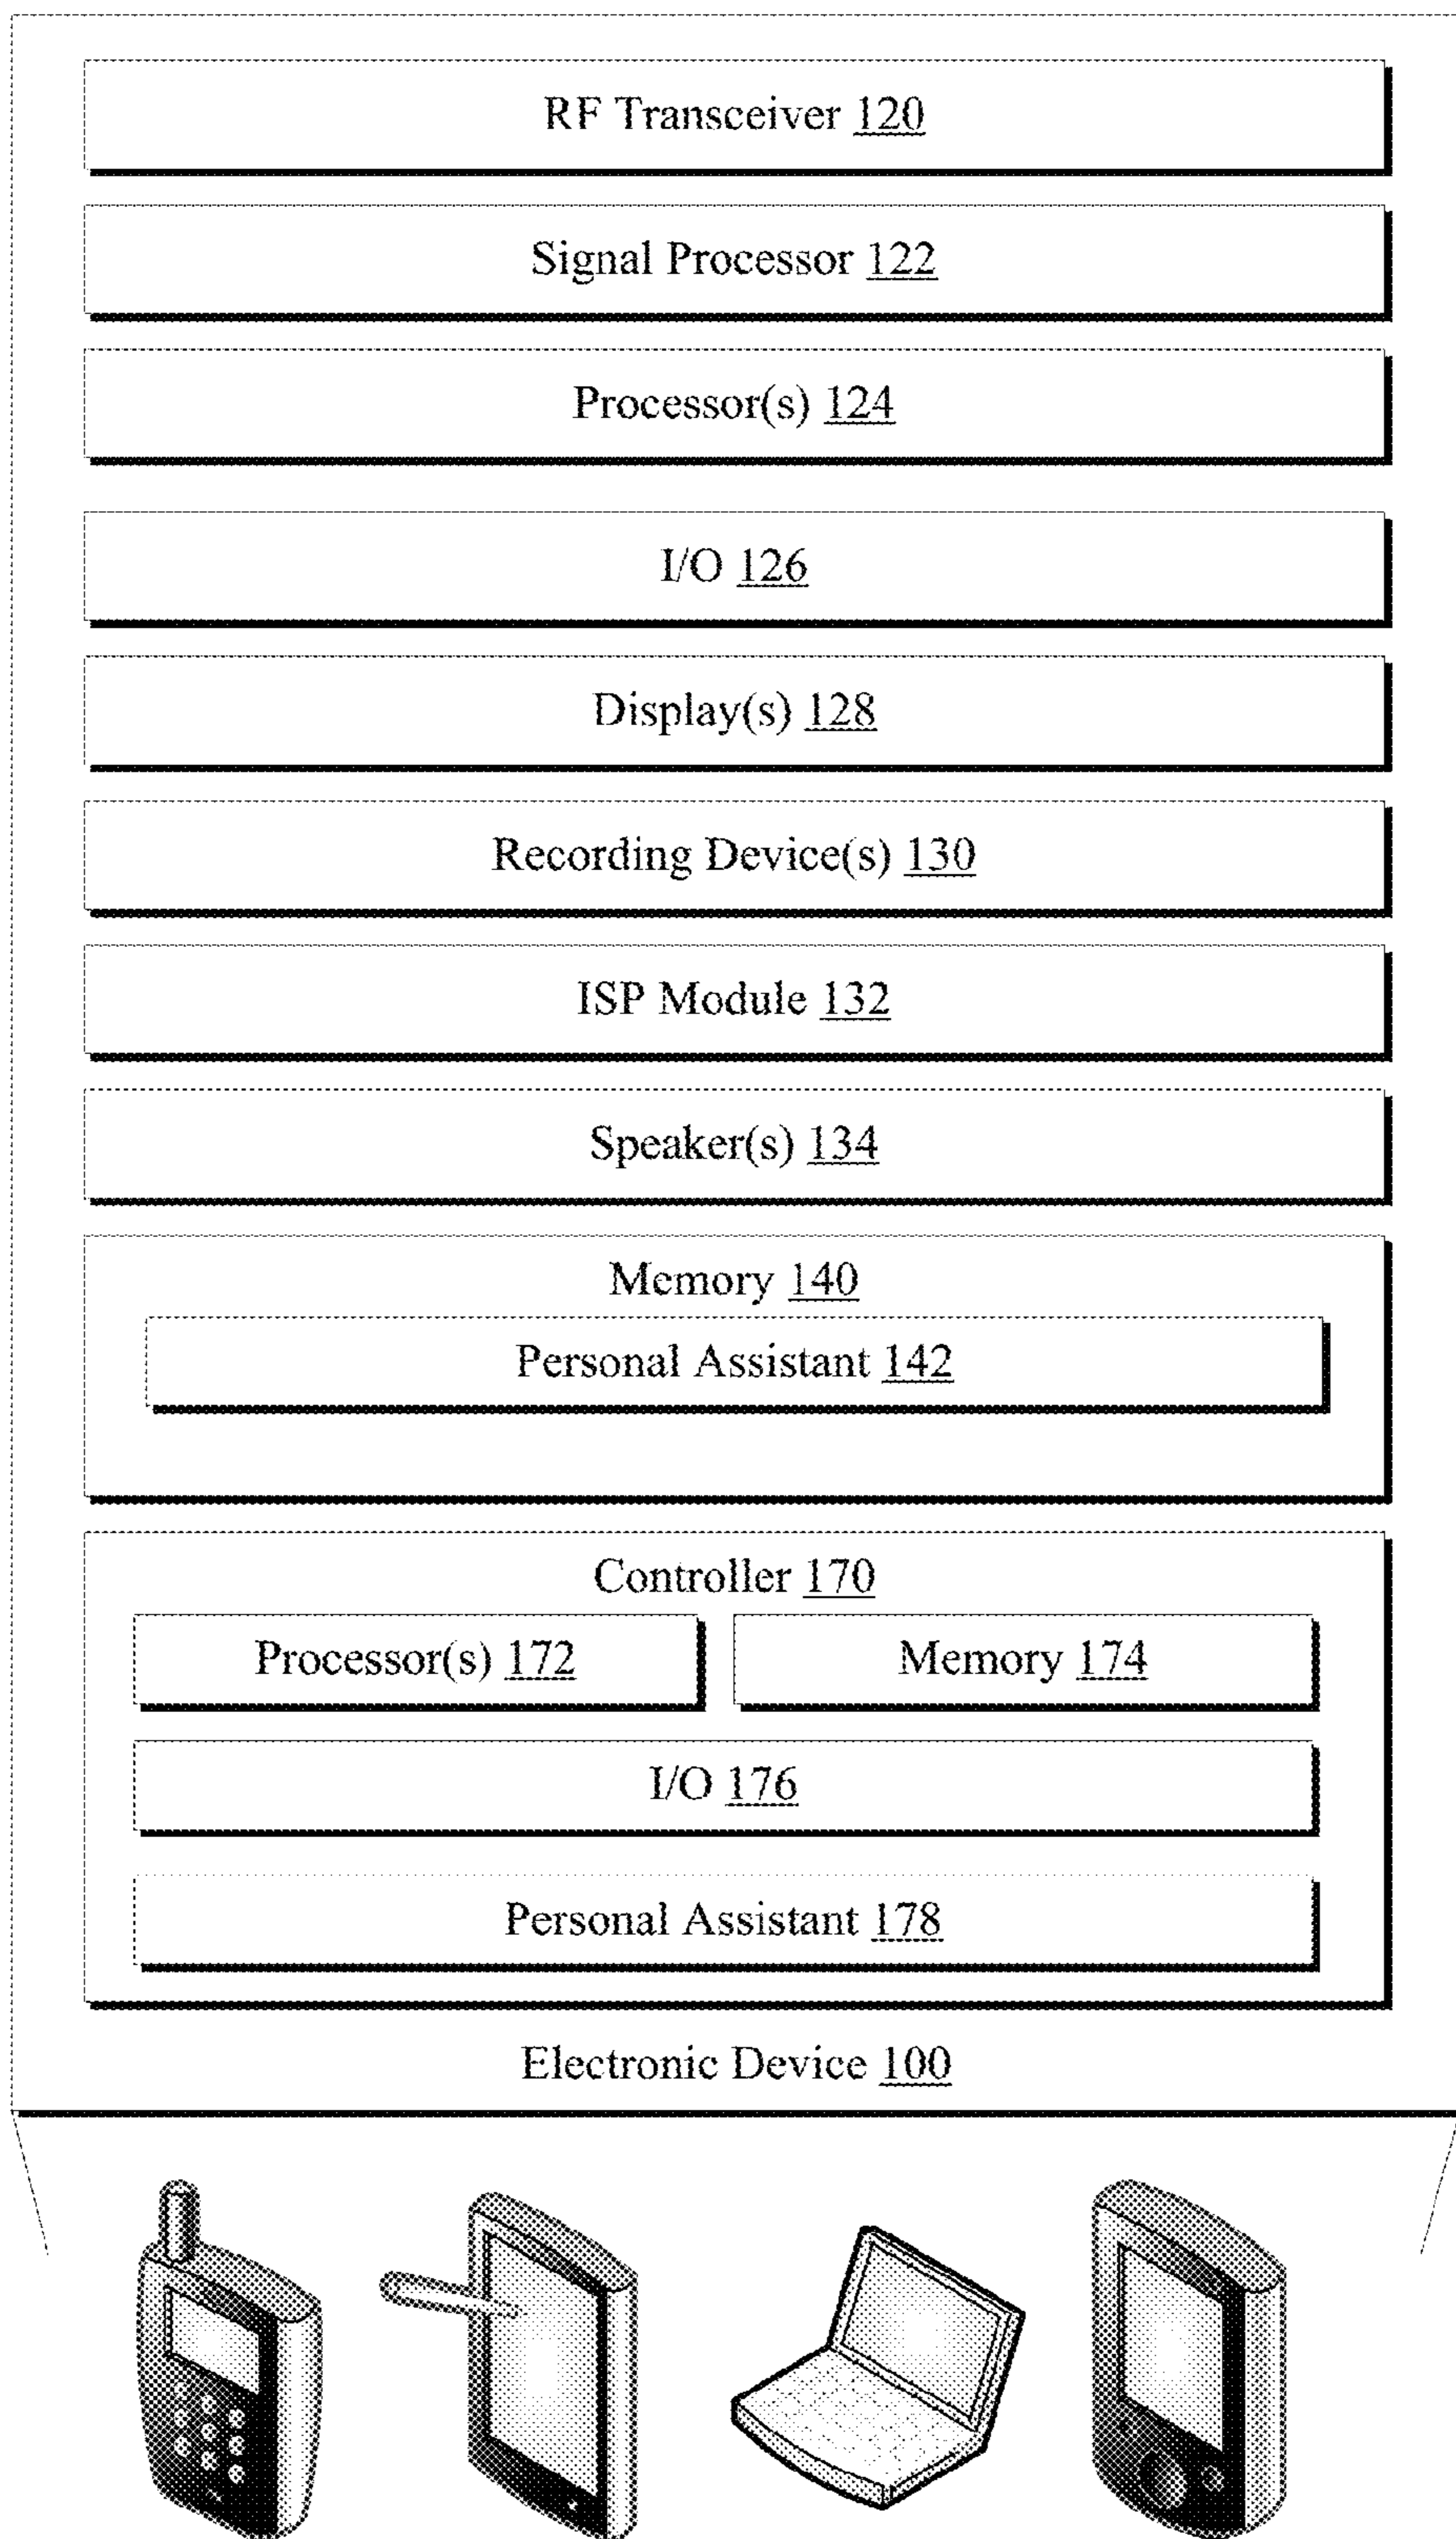 RF Transceiver 120
Signal Processor 122
Processor(s) 124
I/O 126
Display(s) 128
Recording Device(s) 130
ISP Module 132
Speaker(s) 134
Memory 140
Personal Assistant 142
Controller 170
Processor(s) 172
Memory 174
I/O 176
Personal Assistant 178
Electronic Device 100